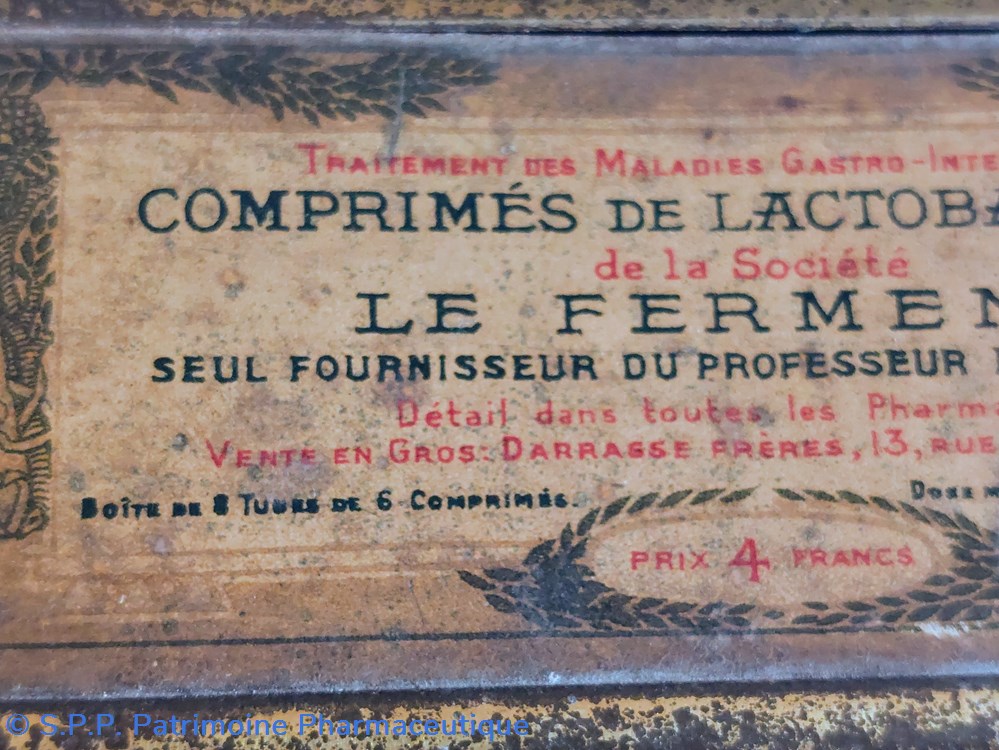 TRAITEMENT DES MALADIES GASTRO-INTE
COMPRIMÉS DE LACTOBA
de la Société
LE FERMEN
SEUL FOURNISSEUR DU PROFESSEUR
Détail dans toutes les Pharm
VENTE EN GROS: DARRASSE FRÈRES, 13, RUE
BOÎTE DE 8 TUBES DE 6 COMPRIMÉS.
DOSE
PRIX 4 FRANCS
© S.P.P. Patrimoine Pharmaceutique